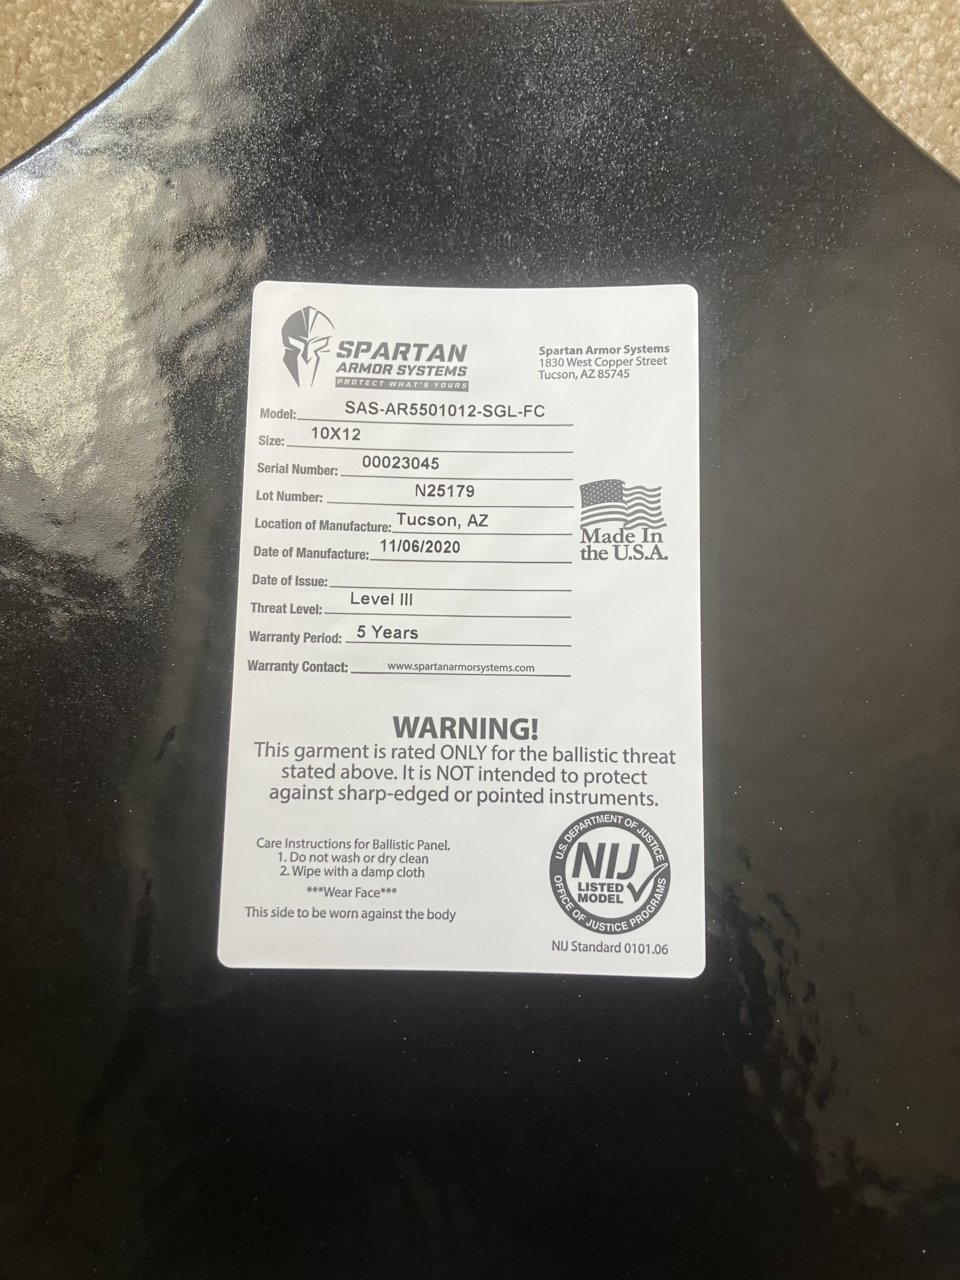 SPARTAN
ARMOR SYSTEMS
PROTECT WHAT'S YOURS
Spartan Armor Systems
1830 West Copper Street
Tucson, AZ 85745
Model: SAS-AR5501012-SGL-FC
Size: 10X12
Serial Number: 00023045
Lot Number: N25179
Location of Manufacture: Tucson, AZ
Date of Manufacture: 11/06/2020
Date of Issue:
Threat Level: Level III
Warranty Period: 5 Years
Warranty Contact: www.spartanarmorsystems.com
Made In
the U.S.A.
WARNING!
This garment is rated ONLY for the ballistic threat
stated above. It is NOT intended to protect
against sharp-edged or pointed instruments.
Care Instructions for Ballistic Panel.
1. Do not wash or dry clean
2. Wipe with a damp cloth
***Wear Face***
This side to be worn against the body
U.S. DEPARTMENT OF JUSTICE
NIJ
LISTED
MODEL
OFFICE OF JUSTICE PROGRAMS
NIJ Standard 0101.06